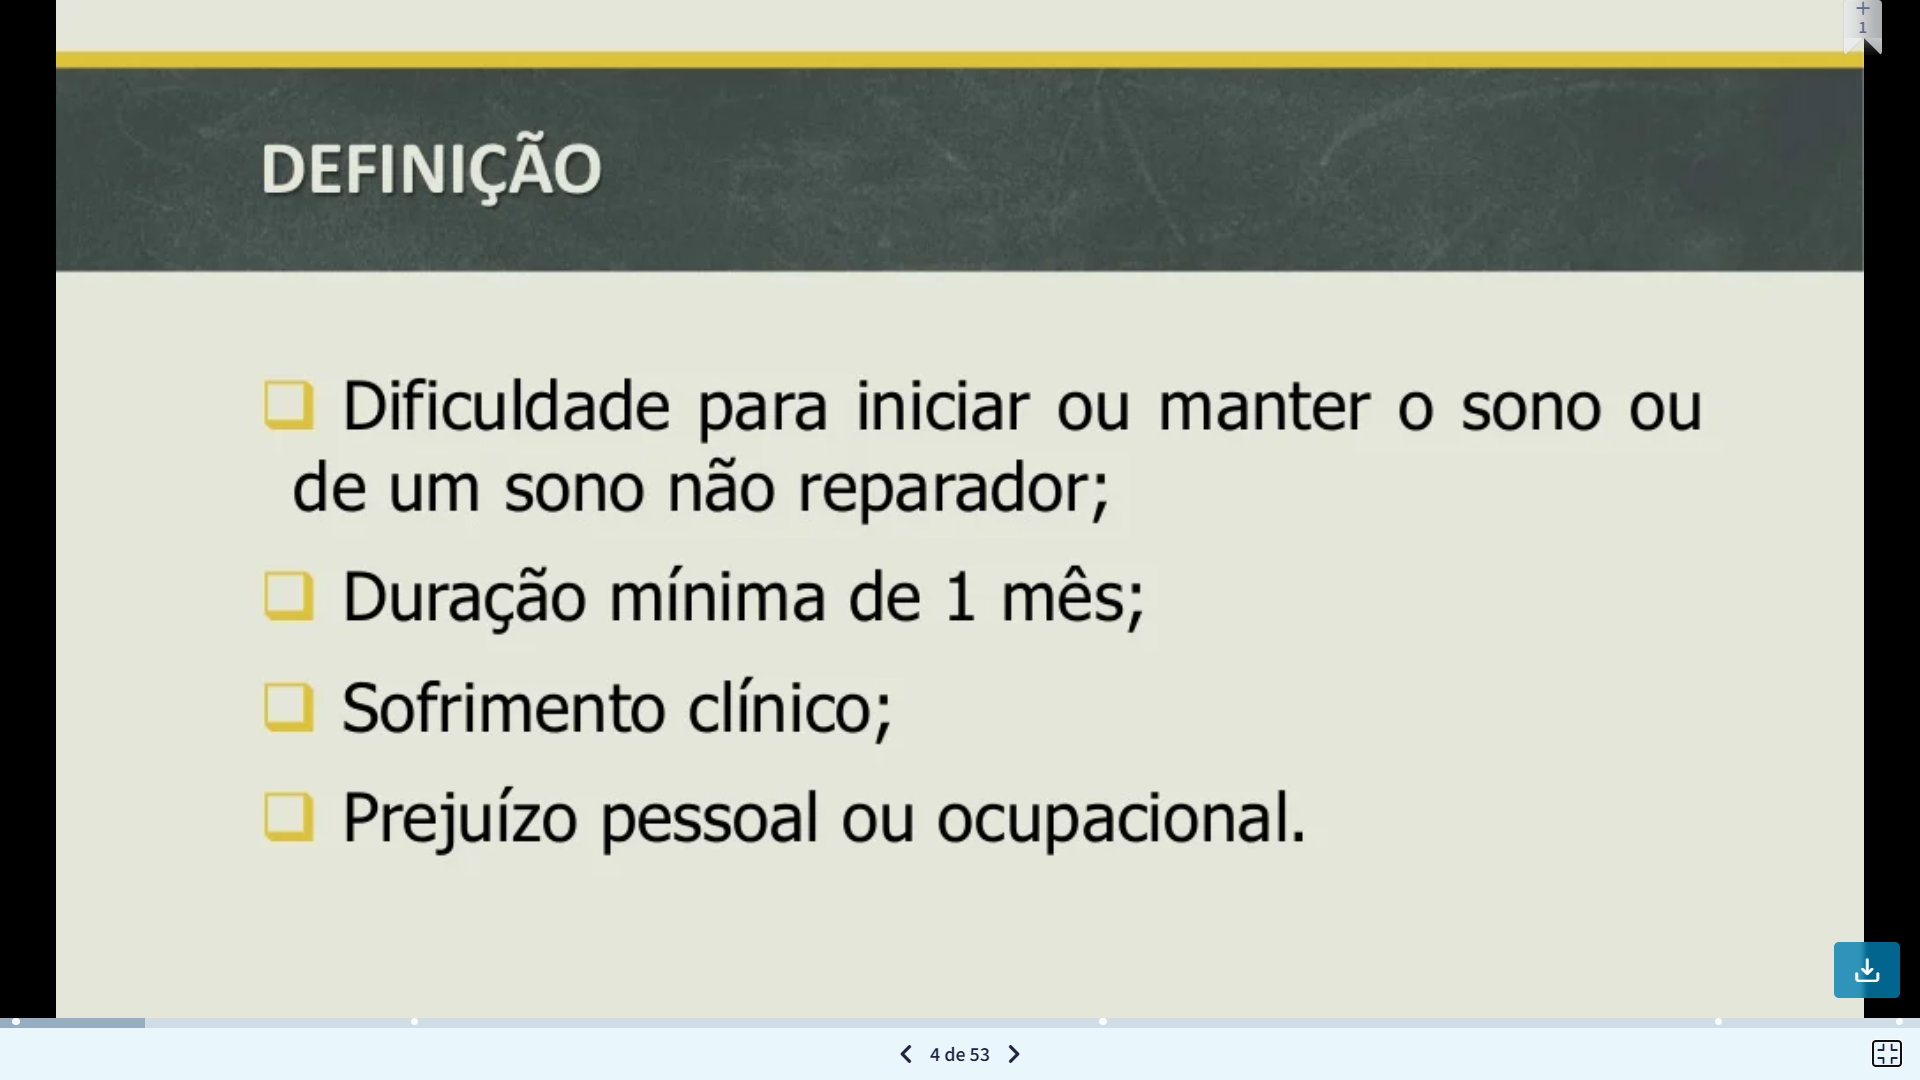 +
1
DEFINIÇÃO
Dificuldade para iniciar ou manter o sono ou
de um sono não reparador;
Duração mínima de 1 mês;
Sofrimento clínico;
Prejuízo pessoal ou ocupacional.
4 de 53